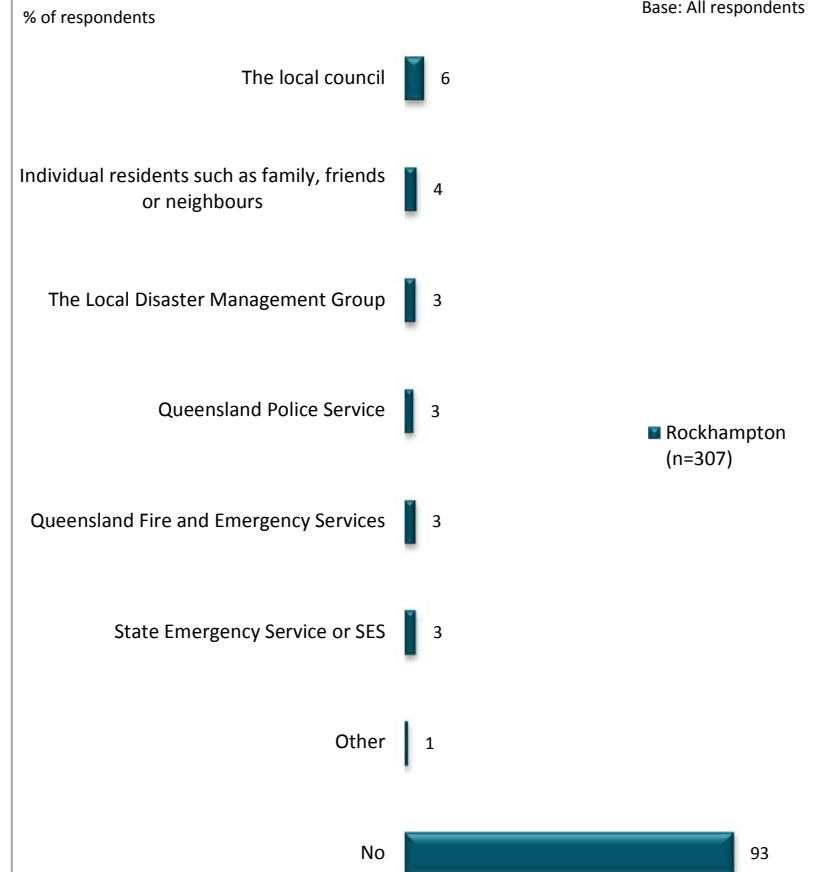 % of respondents
Base: All respondents
The local council
6
Individual residents such as family, friends
or neighbours
4
The Local Disaster Management Group
3
Queensland Police Service
3
Rockhampton
(n=307)
Queensland Fire and Emergency Services
3
State Emergency Service or SES
3
Other
1
No
93